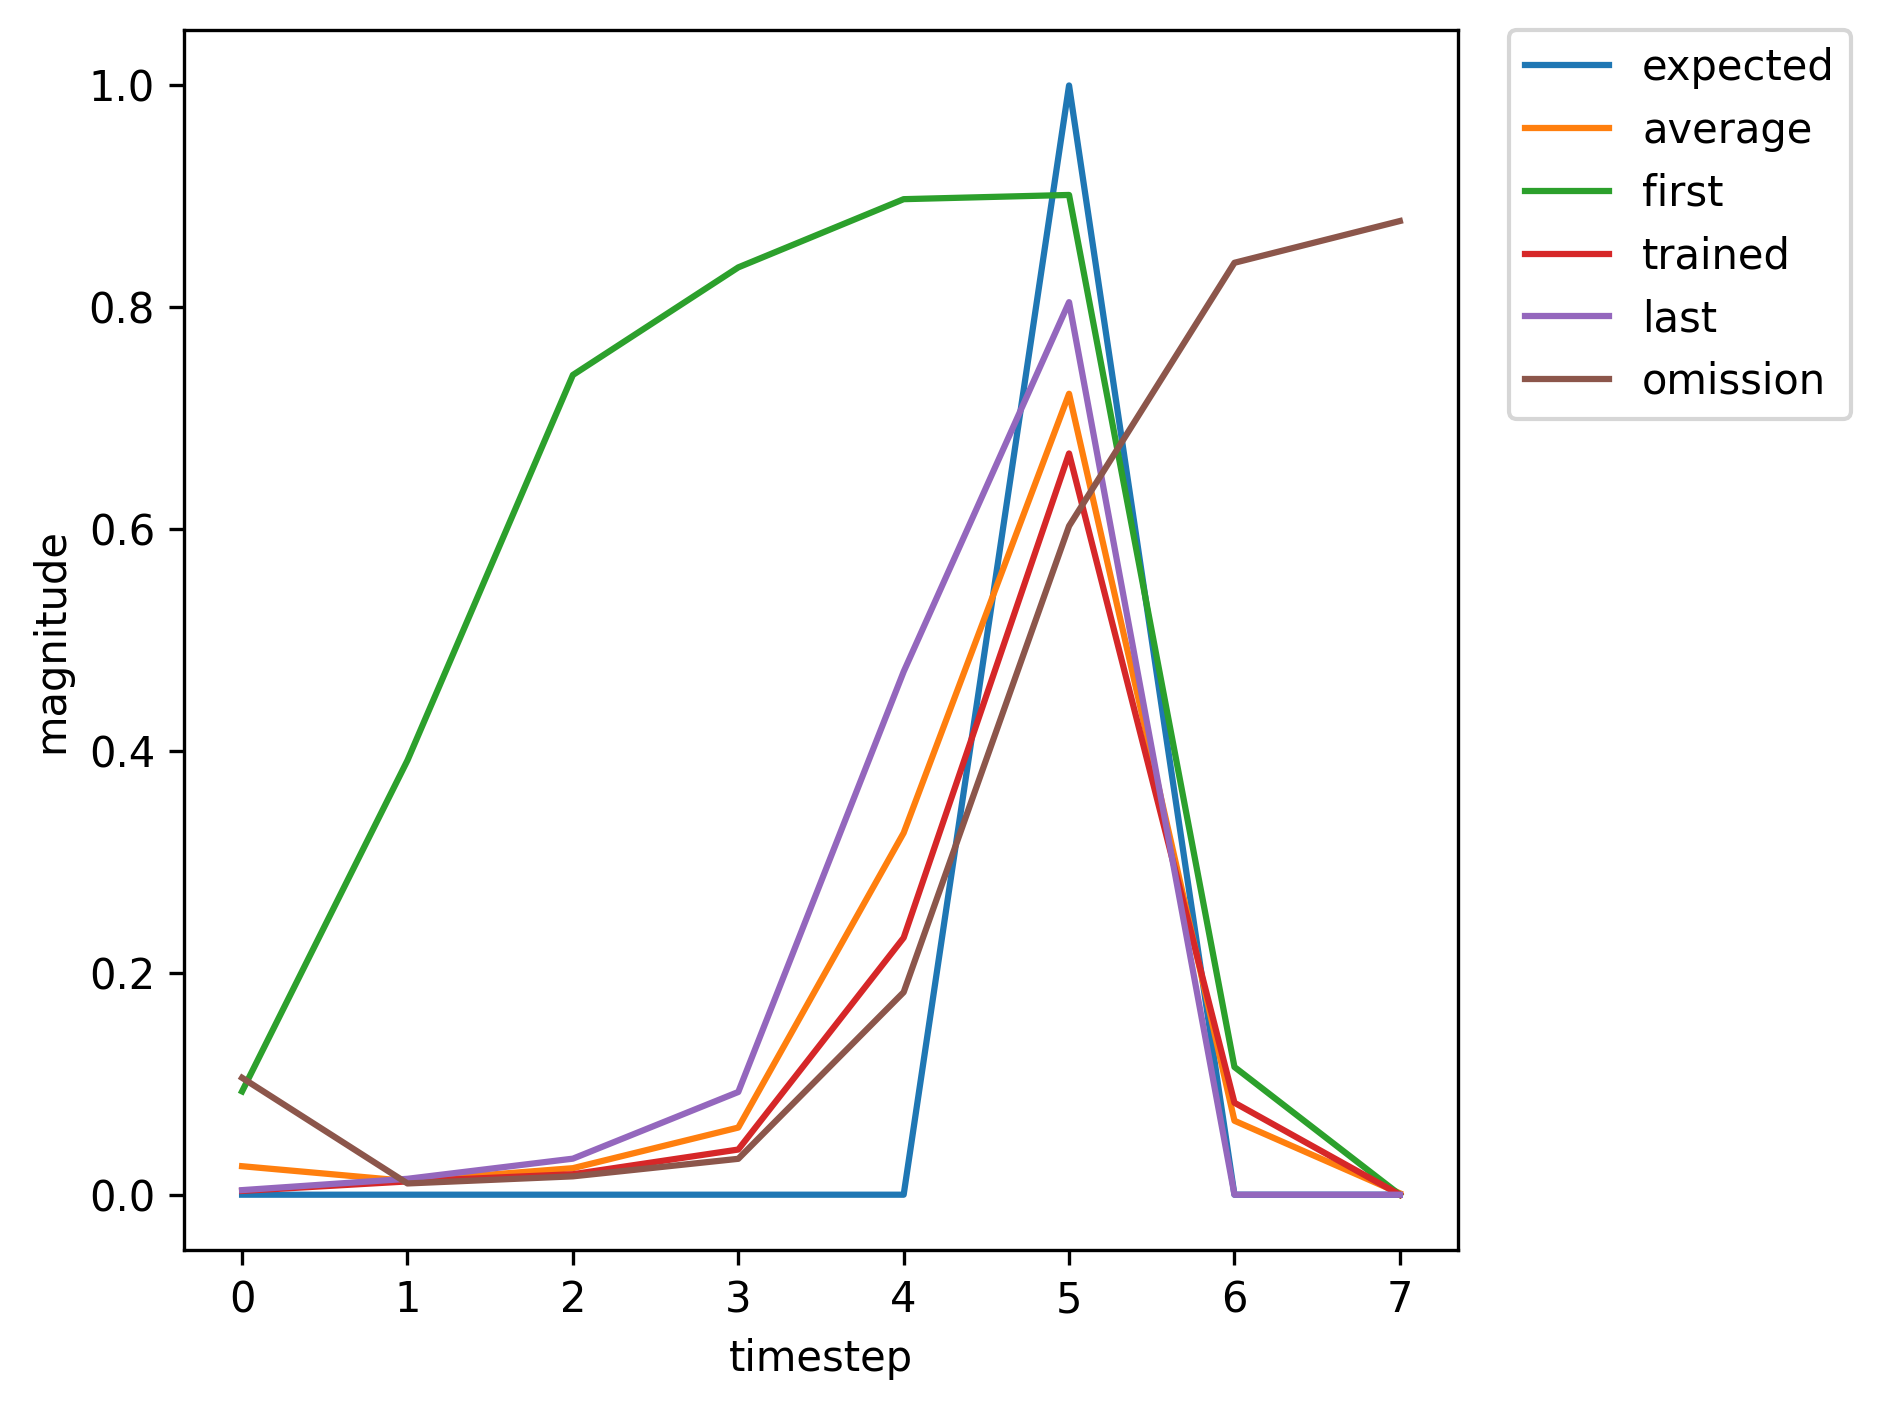 1.0
0.8
0.6
0.4
0.2
0.0
magnitude
0 1 2 3 4 5 6 7
timestep
expected
average
first
trained
last
omission